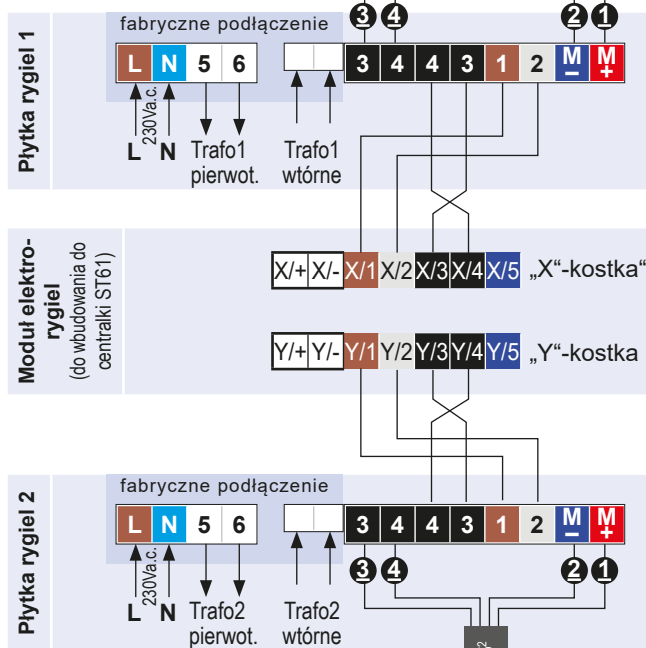 3 4 2 1
Płytka rygiel 1
fabryczne podłączenie
L N 5 6 3 4 4 3 1 2 M– M+
230Va.c.
L N Trafo1 pierwot. Trafo1 wtórne
Moduł elektro-
rygiel
(do wbudowania do
centralki ST61)
X/+ X/- X/1 X/2 X/3 X/4 X/5 „X“-kostka“
Y/+ Y/- Y/1 Y/2 Y/3 Y/4 Y/5 „Y“-kostka
Płytka rygiel 2
fabryczne podłączenie
L N 5 6 3 4 4 3 1 2 M– M+
3 4 2 1
230Va.c.
L N Trafo2 pierwot. Trafo2 wtórne